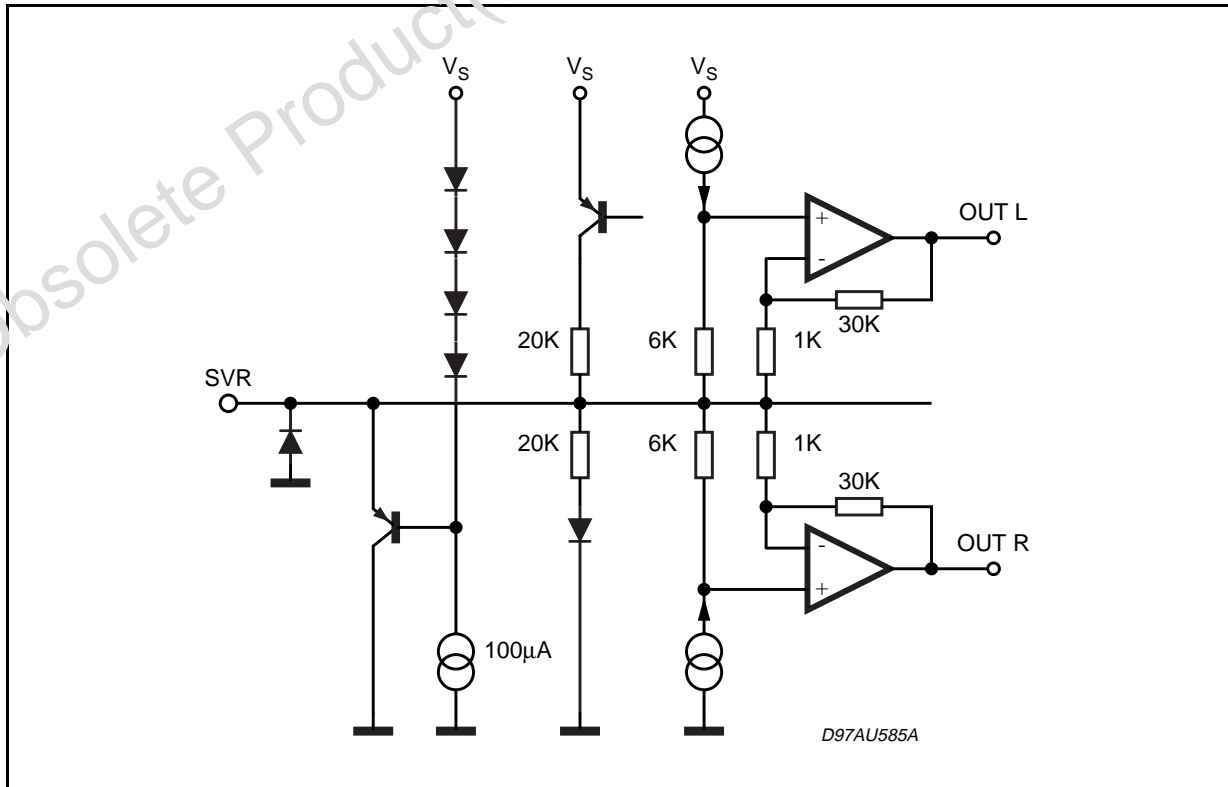 Obsolete Product(
V_S V_S V_S
+
-
OUT L
30K
20K 6K 1K
SVR
20K 6K 1K
30K
-
+
OUT R
100µA
D97AU585A